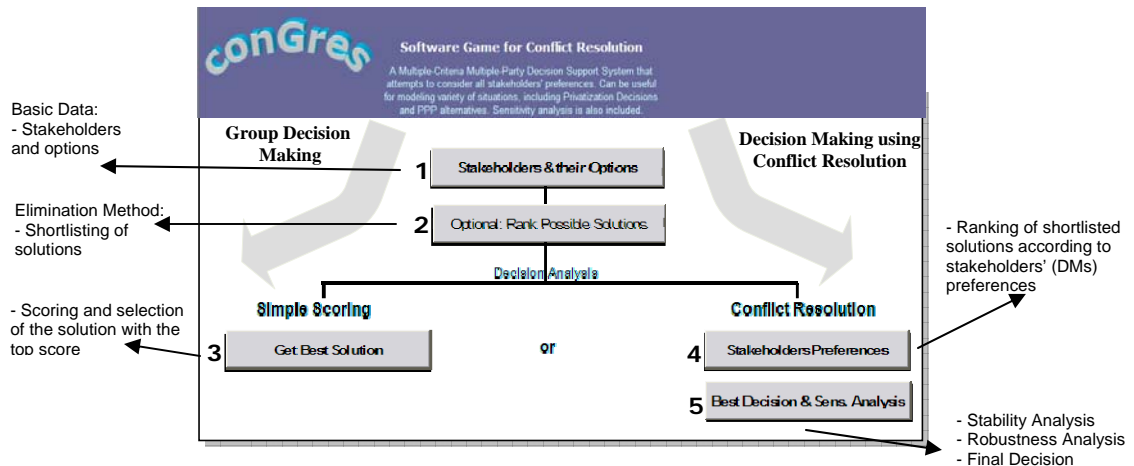 conGres
Software Game for Conflict Resolution
A Multiple-Criteria Multiple-Party Decision Support System that
attempts to consider all stakeholders' preferences. Can be useful
for modeling variety of situations, including Privatization Decisions
and PPP alternatives. Sensitivity analysis is also included.
Basic Data:
- Stakeholders
and options
Group Decision
Making
Decision Making using
Conflict Resolution
1 Stakeholders & their Options
Elimination Method:
- Shortlisting of
solutions
2 Optional: Rank Possible Solutions.
- Ranking of shortlisted
solutions according to
stakeholders' (DMs)
preferences
Decision Analysis
- Scoring and selection
of the solution with the
top score
Simple Scoring
Conflict Resolution
3 Get Best Solution
or
4 Stakeholders Preferences
5 Best Decision & Sens. Analysis
- Stability Analysis
- Robustness Analysis
- Final Decision